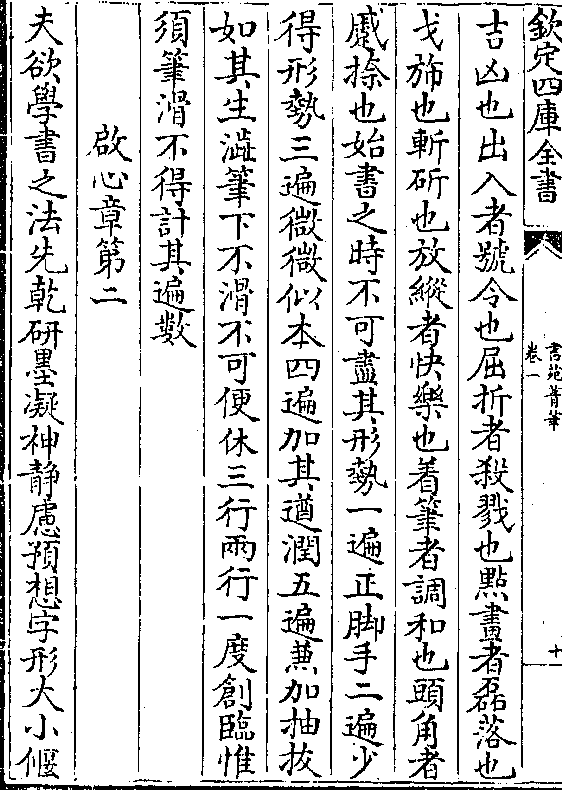 欽定四庫全書
書苑菁華
卷一
十一
吉凶也出入者號令也屈折者殺戮也點畫者磊落也
戈斾也斬斫也放縱者快樂也着筆者調和也頭角者
蹙捺也始書之時不可盡其形勢一遍正脚手二遍少
得形勢三遍微微似本四遍加其遒潤五遍兼加抽拔
如其生澁筆下不滑不可便休三行兩行一度創臨惟
須筆滑不得計其遍數
啟心章第二
夫欲學書之法先乾研墨凝神静慮預想字形大小偃